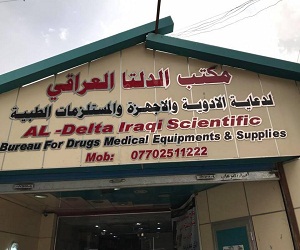 مكتب الدلتا العراقي
لدعاية الادوية والاجهزة والمستلزمات الطبية
AL -Delta Iraqi Scientific
Bureau For Drugs Medical Equipments & Supplies
Mob: 07702511222